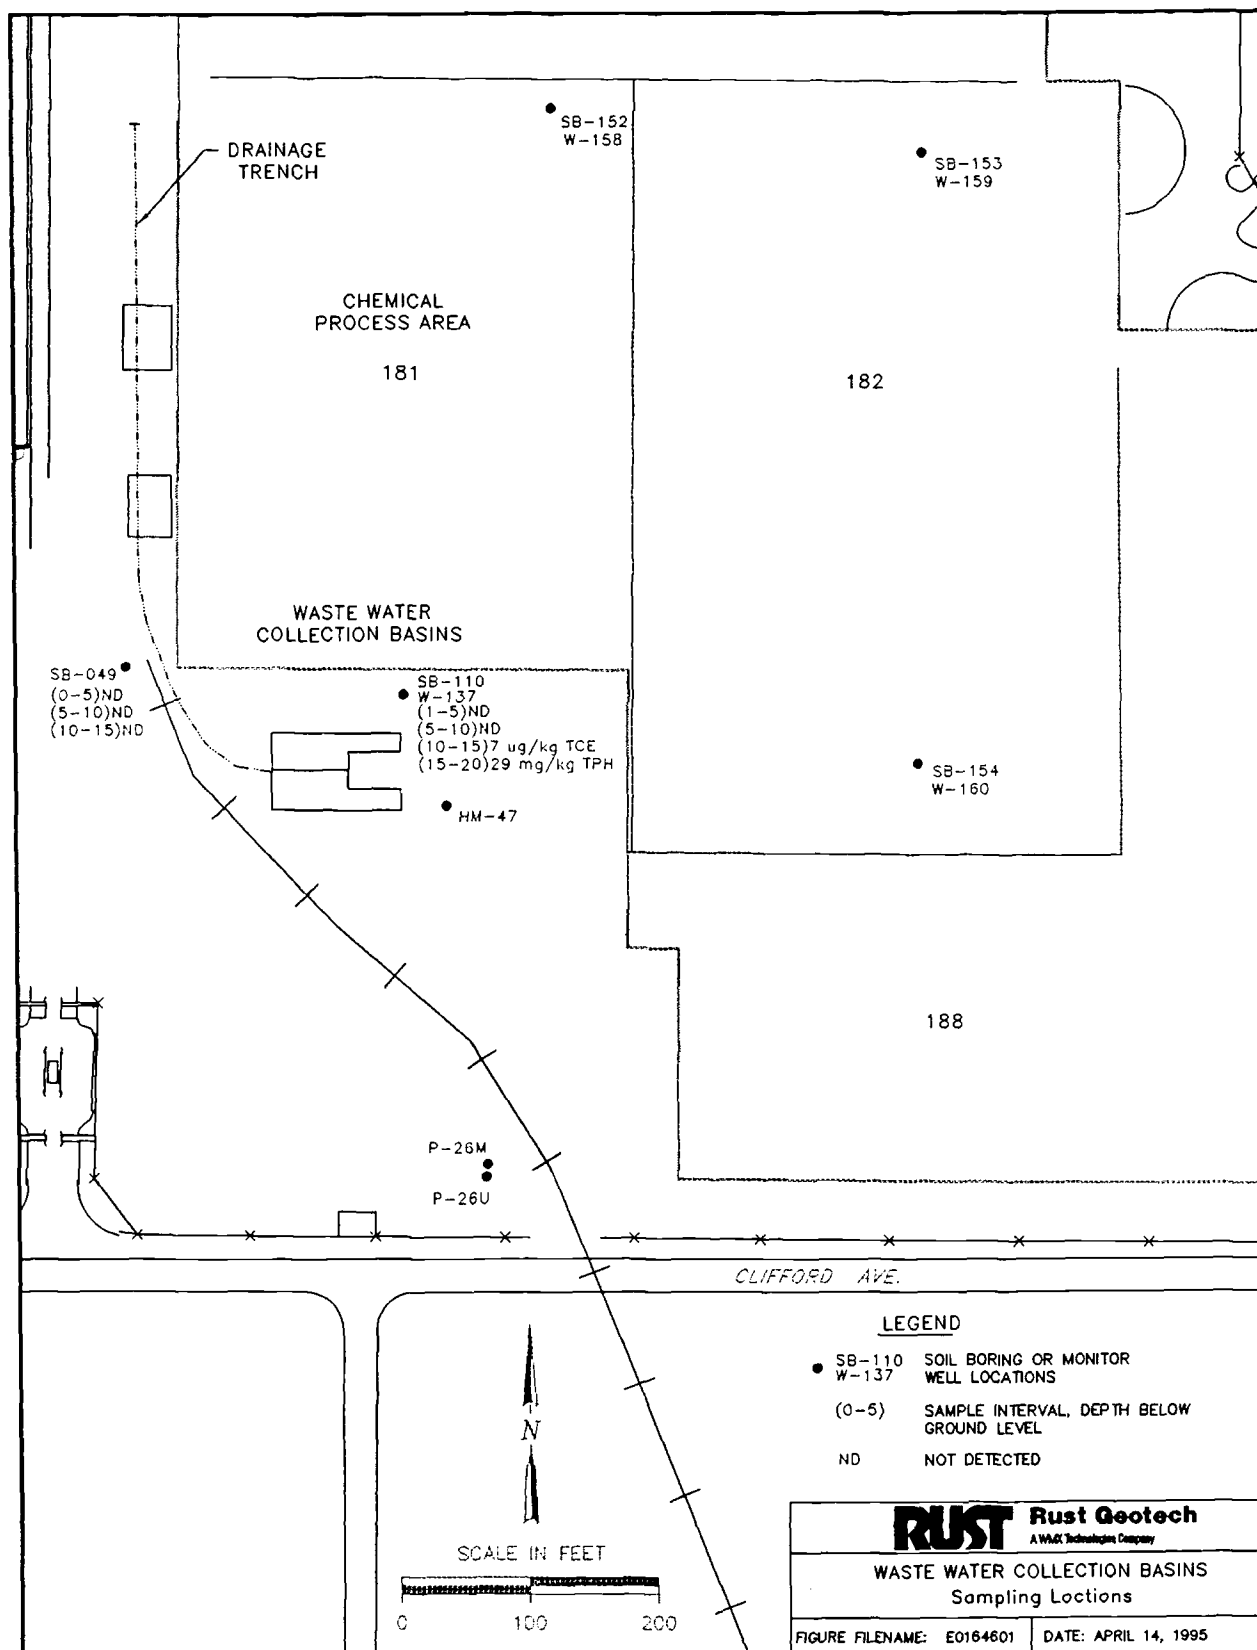 SB-152
W-158
SB-153
W-159
DRAINAGE
TRENCH
CHEMICAL
PROCESS AREA
181
182
WASTE WATER
COLLECTION BASINS
SB-049
(0-5)ND
(5-10)ND
(10-15)ND
SB-110
W-137
(1-5)ND
(5-10)ND
(10-15)7 ug/kg TCE
(15-20)29 mg/kg TPH
HM-47
SB-154
W-160
188
P-26M
P-26U
CLIFFORD AVE.
LEGEND
SB-110 SOIL BORING OR MONITOR
W-137 WELL LOCATIONS
(0-5) SAMPLE INTERVAL, DEPTH BELOW
GROUND LEVEL
ND NOT DETECTED
N
SCALE IN FEET
0 100 200
RUST Rust Geotech
A WMX Technologies Company
WASTE WATER COLLECTION BASINS
Sampling Loctions
FIGURE FILENAME: E0164601 DATE: APRIL 14, 1995